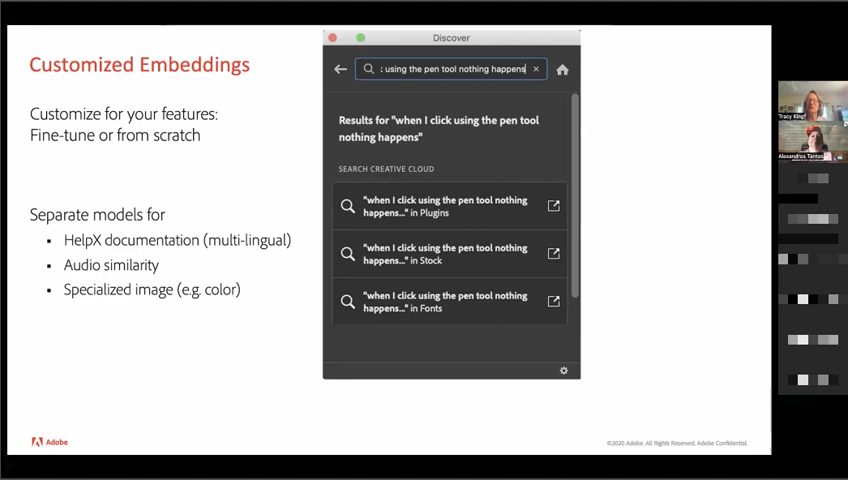 Customized Embeddings
Customize for your features:
Fine-tune or from scratch
Separate models for
▪ HelpX documentation (multi-lingual)
▪ Audio similarity
▪ Specialized image (e.g. color)
Discover
: using the pen tool nothing happens
Results for "when I click using the pen tool
nothing happens"
SEARCH CREATIVE CLOUD
"when I click using the pen tool nothing
happens..." in Plugins
"when I click using the pen tool nothing
happens..." in Stock
"when I click using the pen tool nothing
happens..." in Fonts
Adobe
©2020 Adobe. All Rights Reserved. Adobe Confidential.
Tracy King
Alexandros Tantos